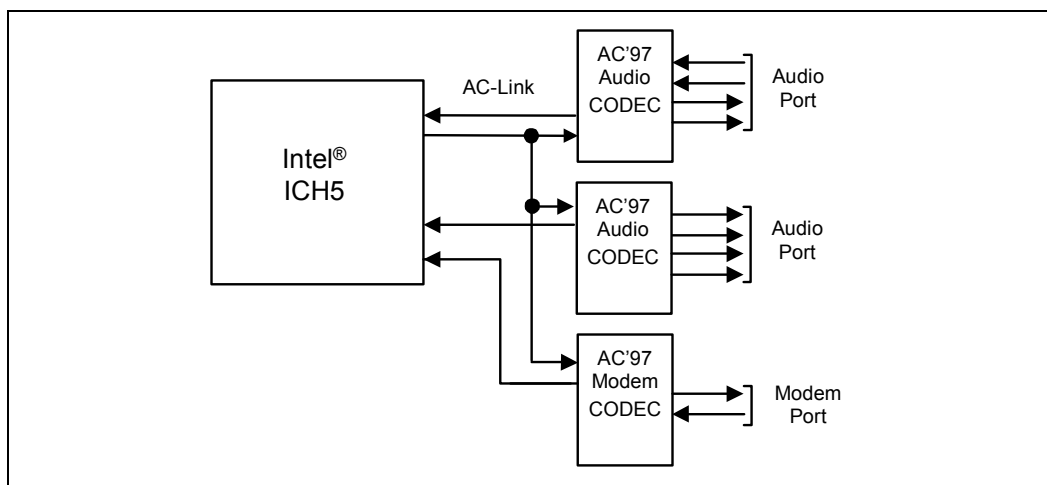 AC-Link
Intel®
ICH5
AC'97
Audio
CODEC
Audio
Port
AC'97
Audio
CODEC
Audio
Port
AC'97
Modem
CODEC
Modem
Port